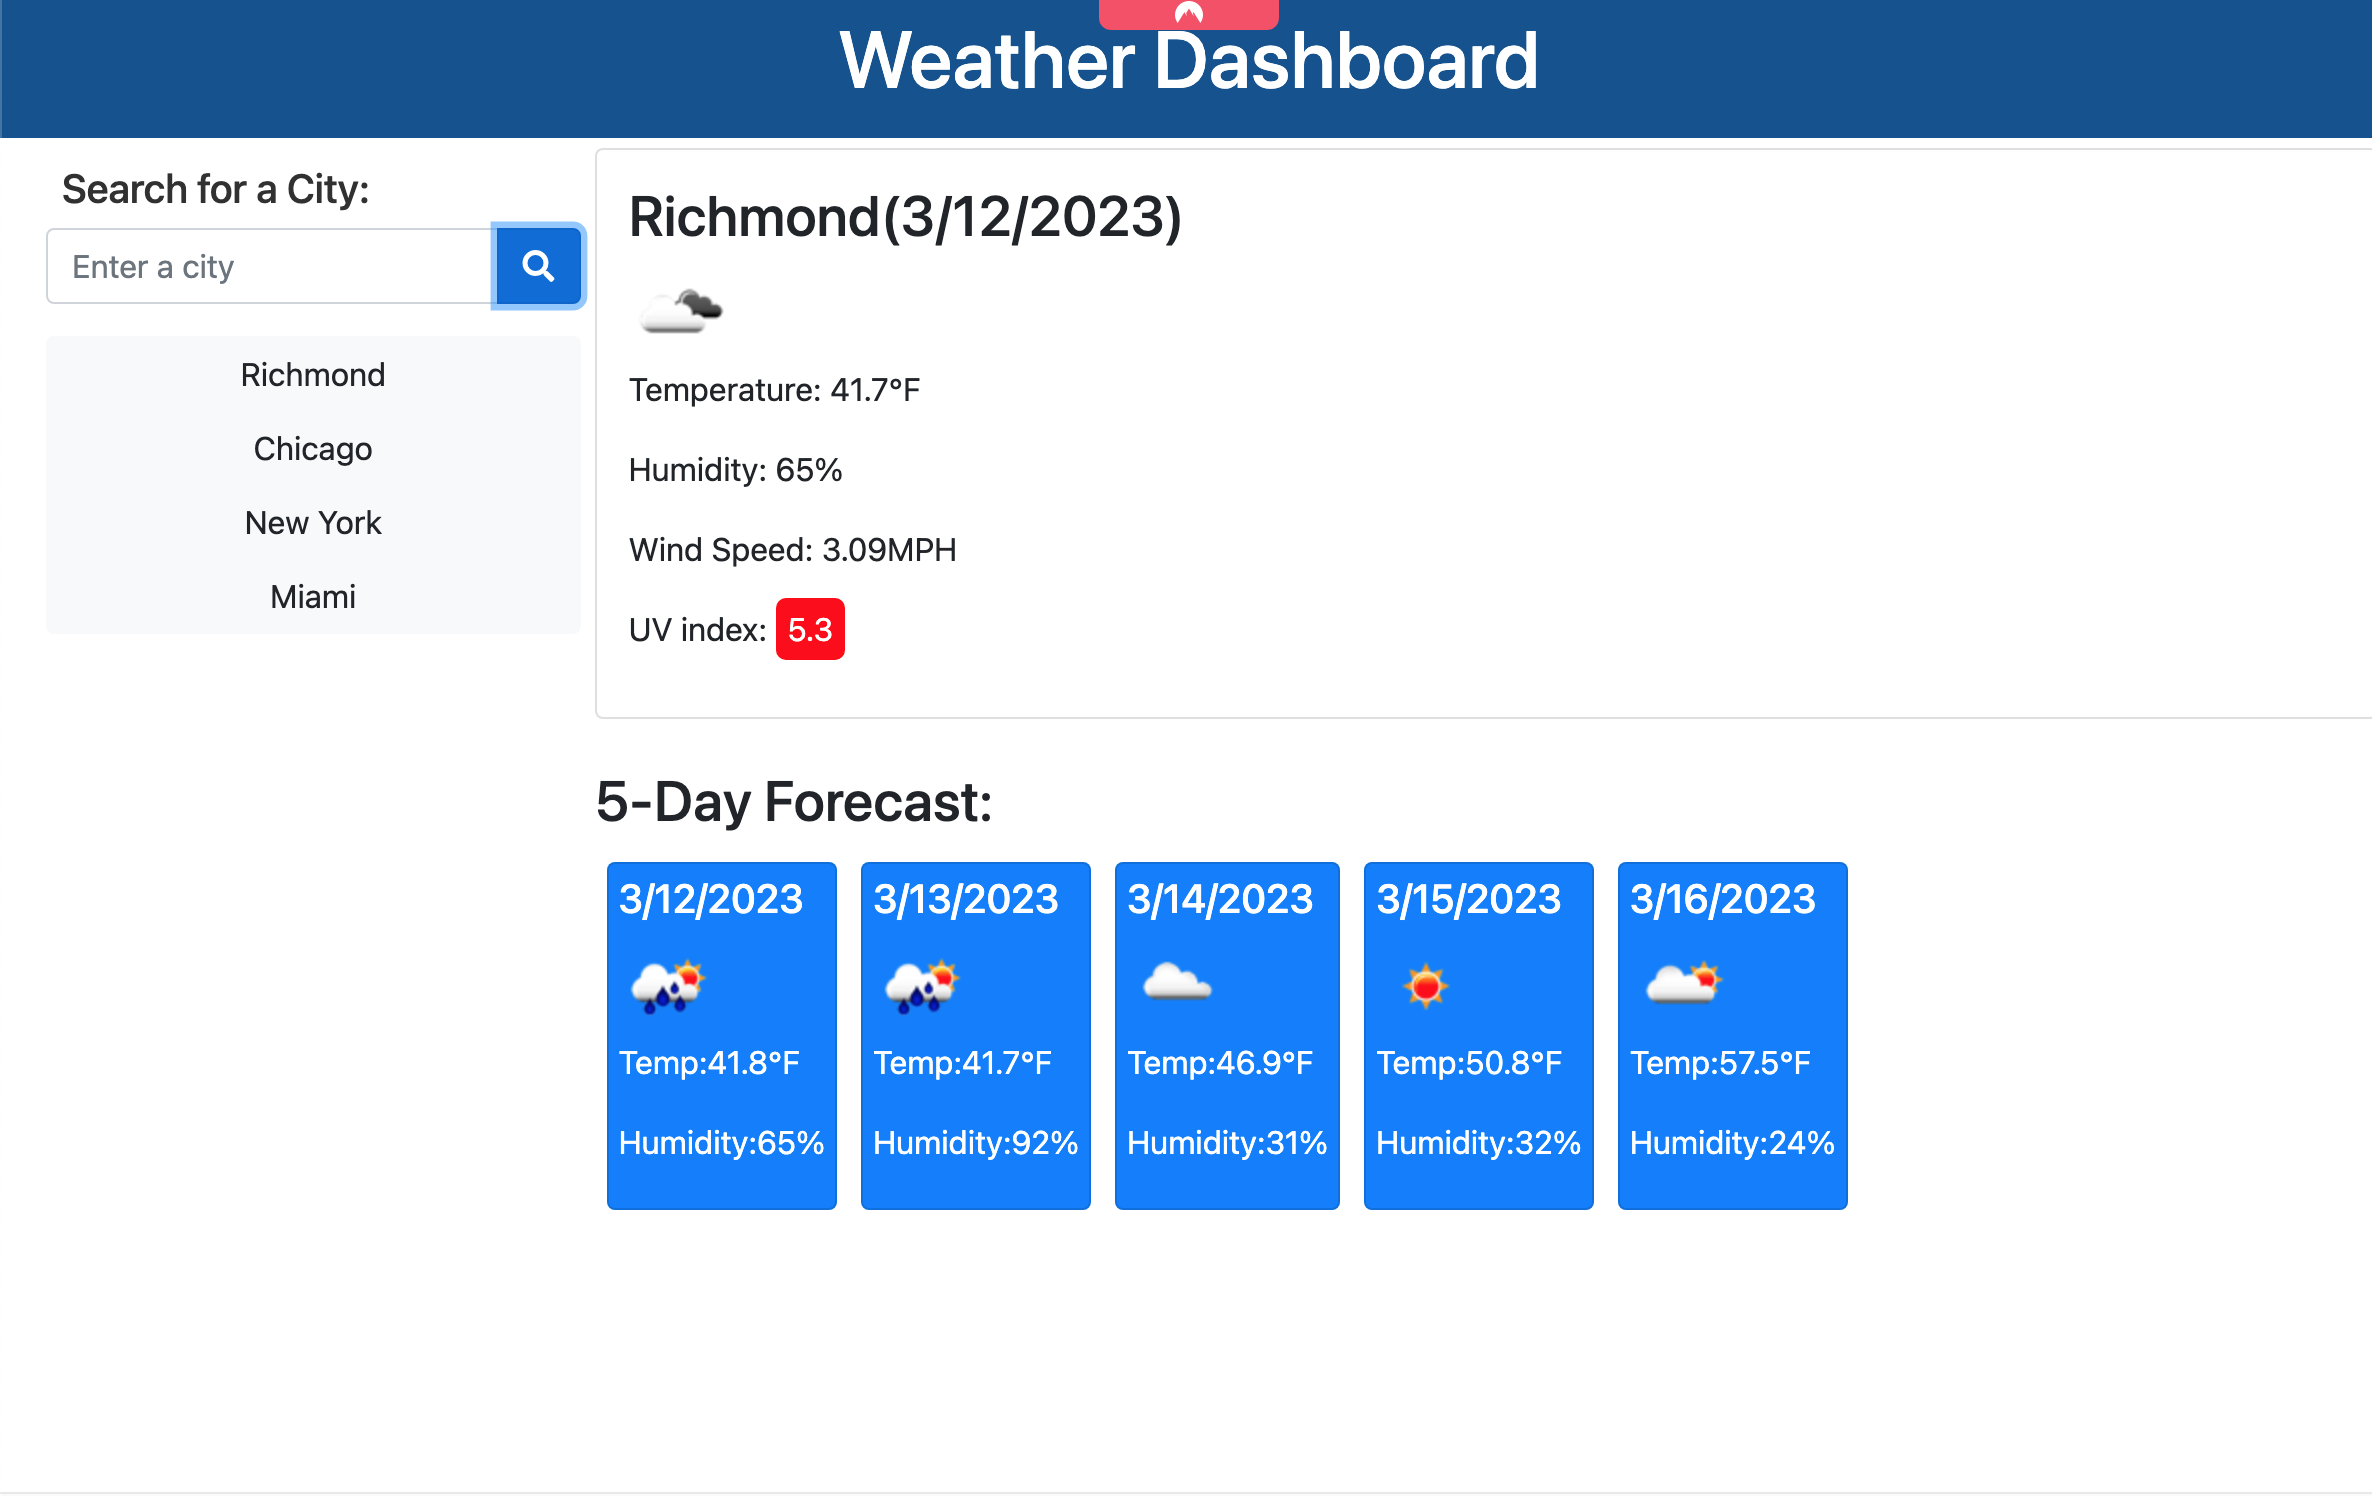 Weather Dashboard
Search for a City:
Enter a city
Richmond
Chicago
New York
Miami
Richmond(3/12/2023)
Temperature: 41.7°F
Humidity: 65%
Wind Speed: 3.09MPH
UV index: 5.3
5-Day Forecast:
3/12/2023
Temp:41.8°F
Humidity:65%
3/13/2023
Temp:41.7°F
Humidity:92%
3/14/2023
Temp:46.9°F
Humidity:31%
3/15/2023
Temp:50.8°F
Humidity:32%
3/16/2023
Temp:57.5°F
Humidity:24%